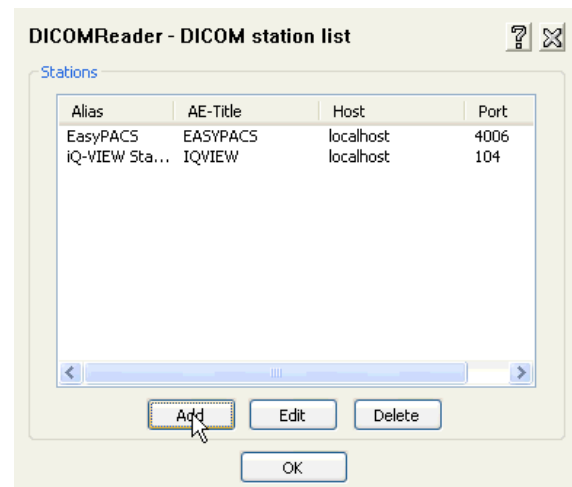 DICOMReader - DICOM station list ?
Stations
Alias AE-Title Host Port
EasyPACS EASYPACS localhost 4006
iQ-VIEW Sta... IQVIEW localhost 104
Add Edit Delete
OK